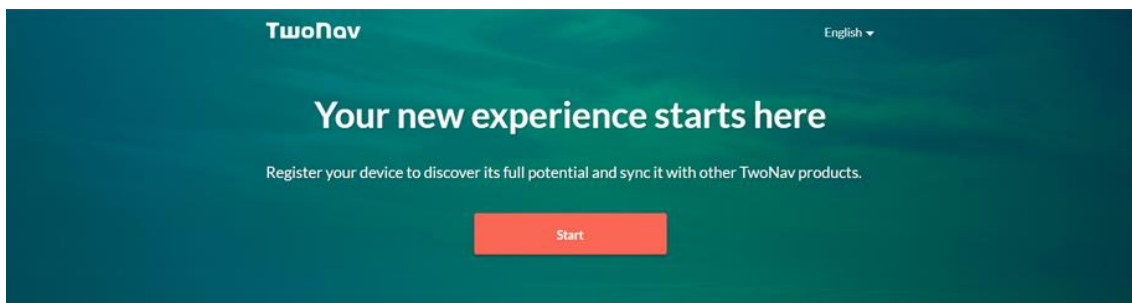 TwoNav
English
Your new experience starts here
Register your device to discover its full potential and sync it with other TwoNav products.
Start